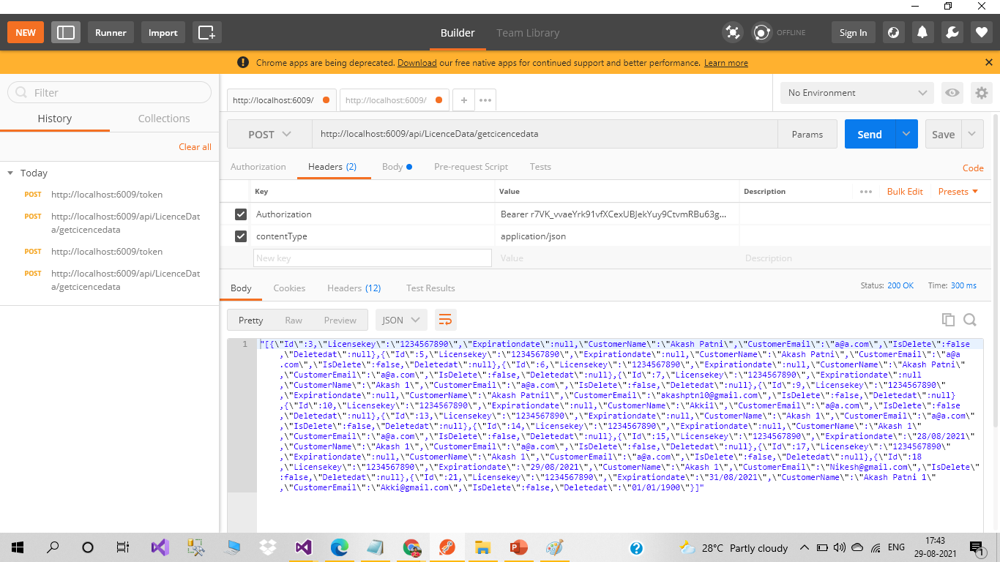 NEW
Runner
Import
Builder
Team Library
OFFLINE
Sign In
Chrome apps are being deprecated. Download our free native apps for continued support and better performance. Learn more
Filter
History
Collections
Clear all
Today
POST http://localhost:6009/token
POST http://localhost:6009/api/LicenceDat
a/getcicencedata
POST http://localhost:6009/token
POST http://localhost:6009/api/LicenceDat
a/getcicencedata
http://localhost:6009/
http://localhost:6009/
No Environment
POST
http://localhost:6009/api/LicenceData/getcicencedata
Params
Send
Save
Authorization
Headers (2)
Body
Pre-request Script
Tests
Code
Key
Value
Description
Bulk Edit
Presets
Authorization
Bearer r7VK_vvaeYrk91vfXCexUBJekYuy9CtvmRBu63g...
contentType
application/json
New key
Value
Description
Body
Cookies
Headers (12)
Test Results
Status: 200 OK
Time: 300 ms
Pretty
Raw
Preview
JSON
1
"[{\"Id\":3,\"Licensekey\":\"1234567890\",\"Expirationdate\":null,\"CustomerName\":\"Akash Patni\",\"CustomerEmail\":\"a@a.com\",\"IsDelete\":false
,\"Deletedat\":null},{\"Id\":5,\"Licensekey\":\"1234567890\",\"Expirationdate\":null,\"CustomerName\":\"Akash Patni\",\"CustomerEmail\":\"a@a
.com\",\"IsDelete\":false,\"Deletedat\":null},{\"Id\":6,\"Licensekey\":\"1234567890\",\"Expirationdate\":null,\"CustomerName\":\"Akash Patni\"
,\"CustomerEmail\":\"a@a.com\",\"IsDelete\":false,\"Deletedat\":null},{\"Id\":7,\"Licensekey\":\"1234567890\",\"Expirationdate\":null
,\"CustomerName\":\"Akash 1\",\"CustomerEmail\":\"a@a.com\",\"IsDelete\":false,\"Deletedat\":null},{\"Id\":9,\"Licensekey\":\"1234567890\"
,\"Expirationdate\":null,\"CustomerName\":\"Akash Patni1\",\"CustomerEmail\":\"akashptn10@gmail.com\",\"IsDelete\":false,\"Deletedat\":null}
,{\"Id\":10,\"Licensekey\":\"1234567890\",\"Expirationdate\":null,\"CustomerName\":\"Akki1\",\"CustomerEmail\":\"a@a.com\",\"IsDelete\":false
,\"Deletedat\":null},{\"Id\":13,\"Licensekey\":\"1234567890\",\"Expirationdate\":null,\"CustomerName\":\"Akash 1\",\"CustomerEmail\":\"a@a.com\"
,\"IsDelete\":false,\"Deletedat\":null},{\"Id\":14,\"Licensekey\":\"1234567890\",\"Expirationdate\":null,\"CustomerName\":\"Akash 1\"
,\"CustomerEmail\":\"a@a.com\",\"IsDelete\":false,\"Deletedat\":null},{\"Id\":15,\"Licensekey\":\"1234567890\",\"Expirationdate\":\"28/08/2021\"
,\"CustomerName\":\"Akash 1\",\"CustomerEmail\":\"a@a.com\",\"IsDelete\":false,\"Deletedat\":null},{\"Id\":17,\"Licensekey\":\"1234567890\"
,\"Expirationdate\":null,\"CustomerName\":\"Akash 1\",\"CustomerEmail\":\"a@a.com\",\"IsDelete\":false,\"Deletedat\":null},{\"Id\":18
,\"Licensekey\":\"1234567890\",\"Expirationdate\":\"29/08/2021\",\"CustomerName\":\"Akash 1\",\"CustomerEmail\":\"Nikesh@gmail.com\",\"IsDelete\"
:false,\"Deletedat\":null},{\"Id\":21,\"Licensekey\":\"1234567890\",\"Expirationdate\":\"31/08/2021\",\"CustomerName\":\"Akash Patni 1\"
,\"CustomerEmail\":\"Akki@gmail.com\",\"IsDelete\":false,\"Deletedat\":\"01/01/1900\"}]"
28°C Partly cloudy
ENG
17:43
29-08-2021
1